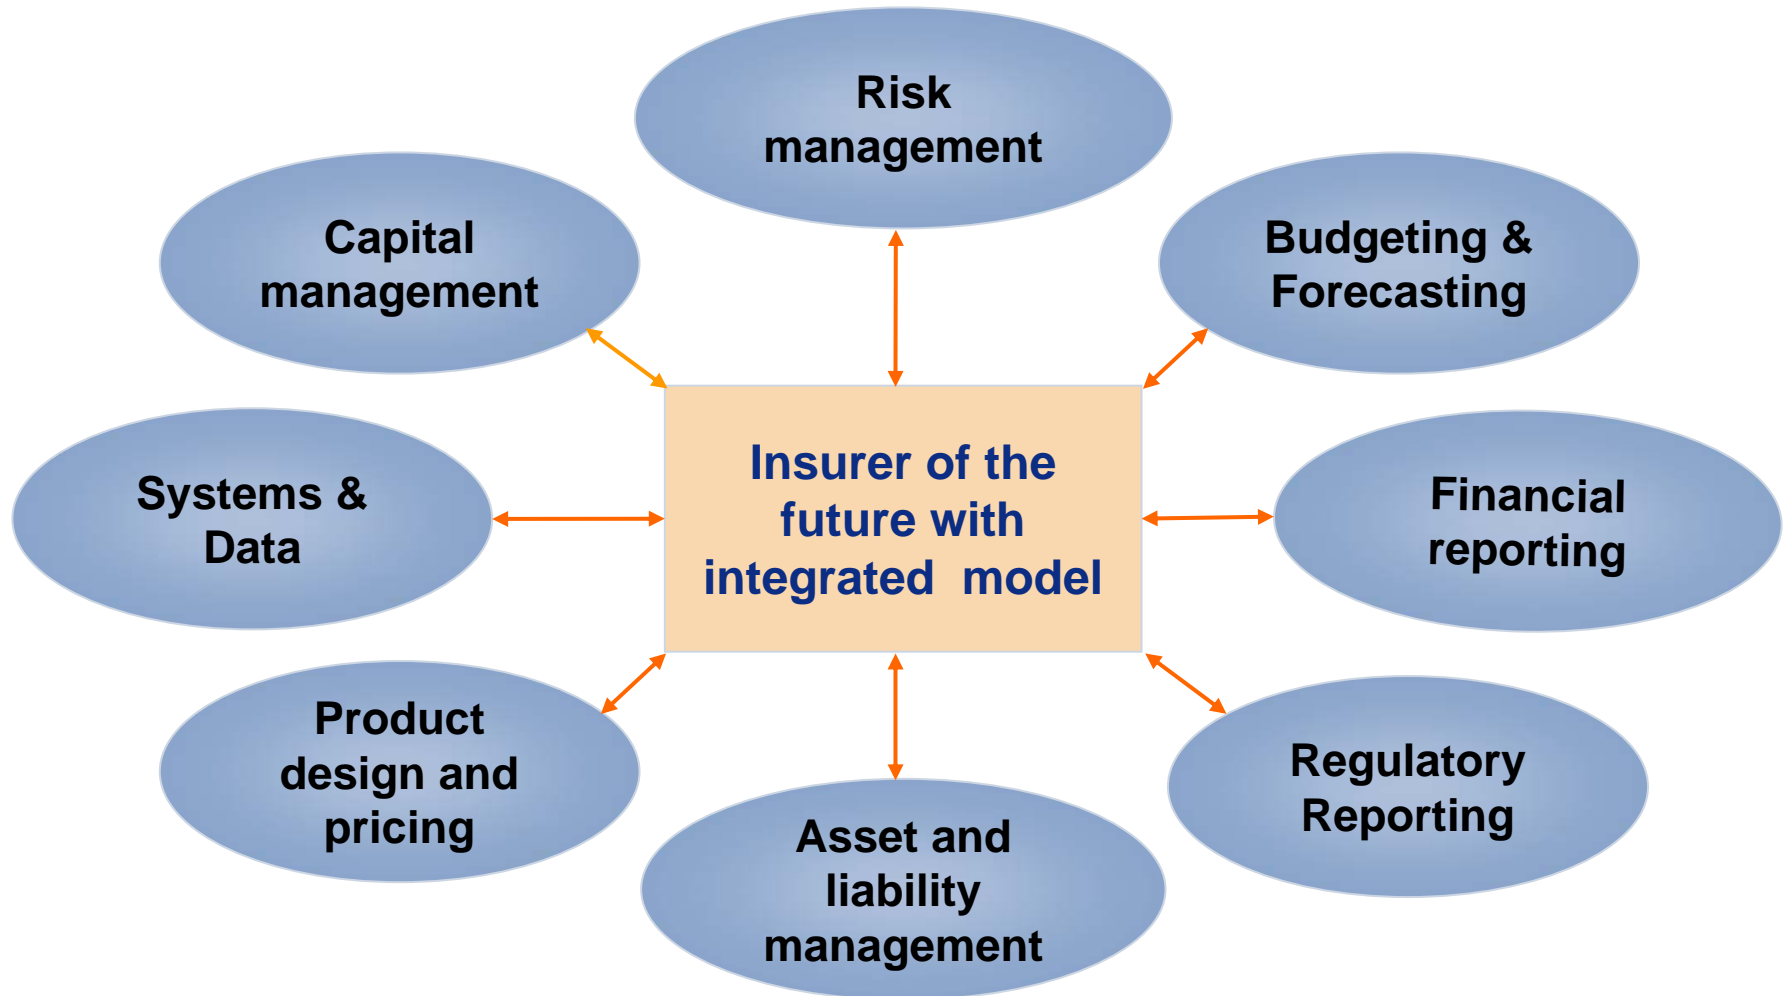 Risk
management
Capital
management
Budgeting &
Forecasting
Insurer of the
future with
integrated  model
Systems &
Data
Financial
reporting
Product
design and
pricing
Regulatory
Reporting
Asset and
liability
management